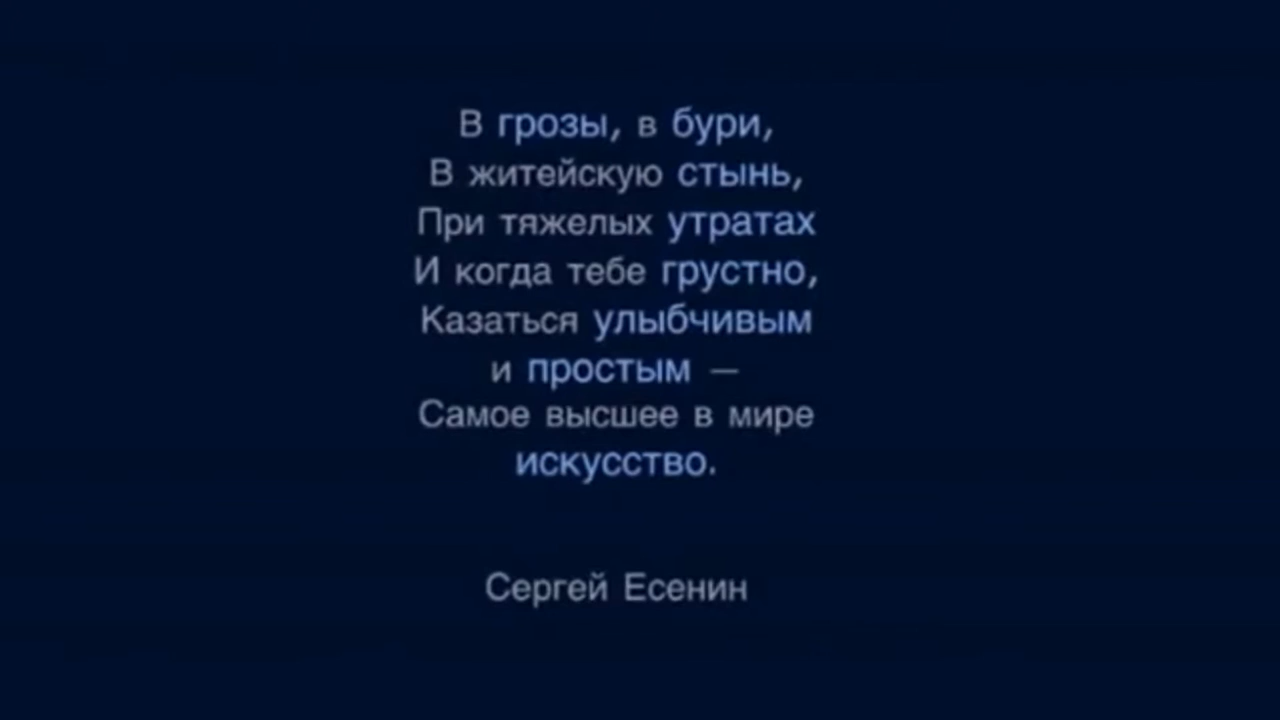 В грозы, в бури,
В житейскую стынь,
При тяжелых утратах
И когда тебе грустно,
Казаться улыбчивым
и простым —
Самое высшее в мире
искусство.
Сергей Есенин